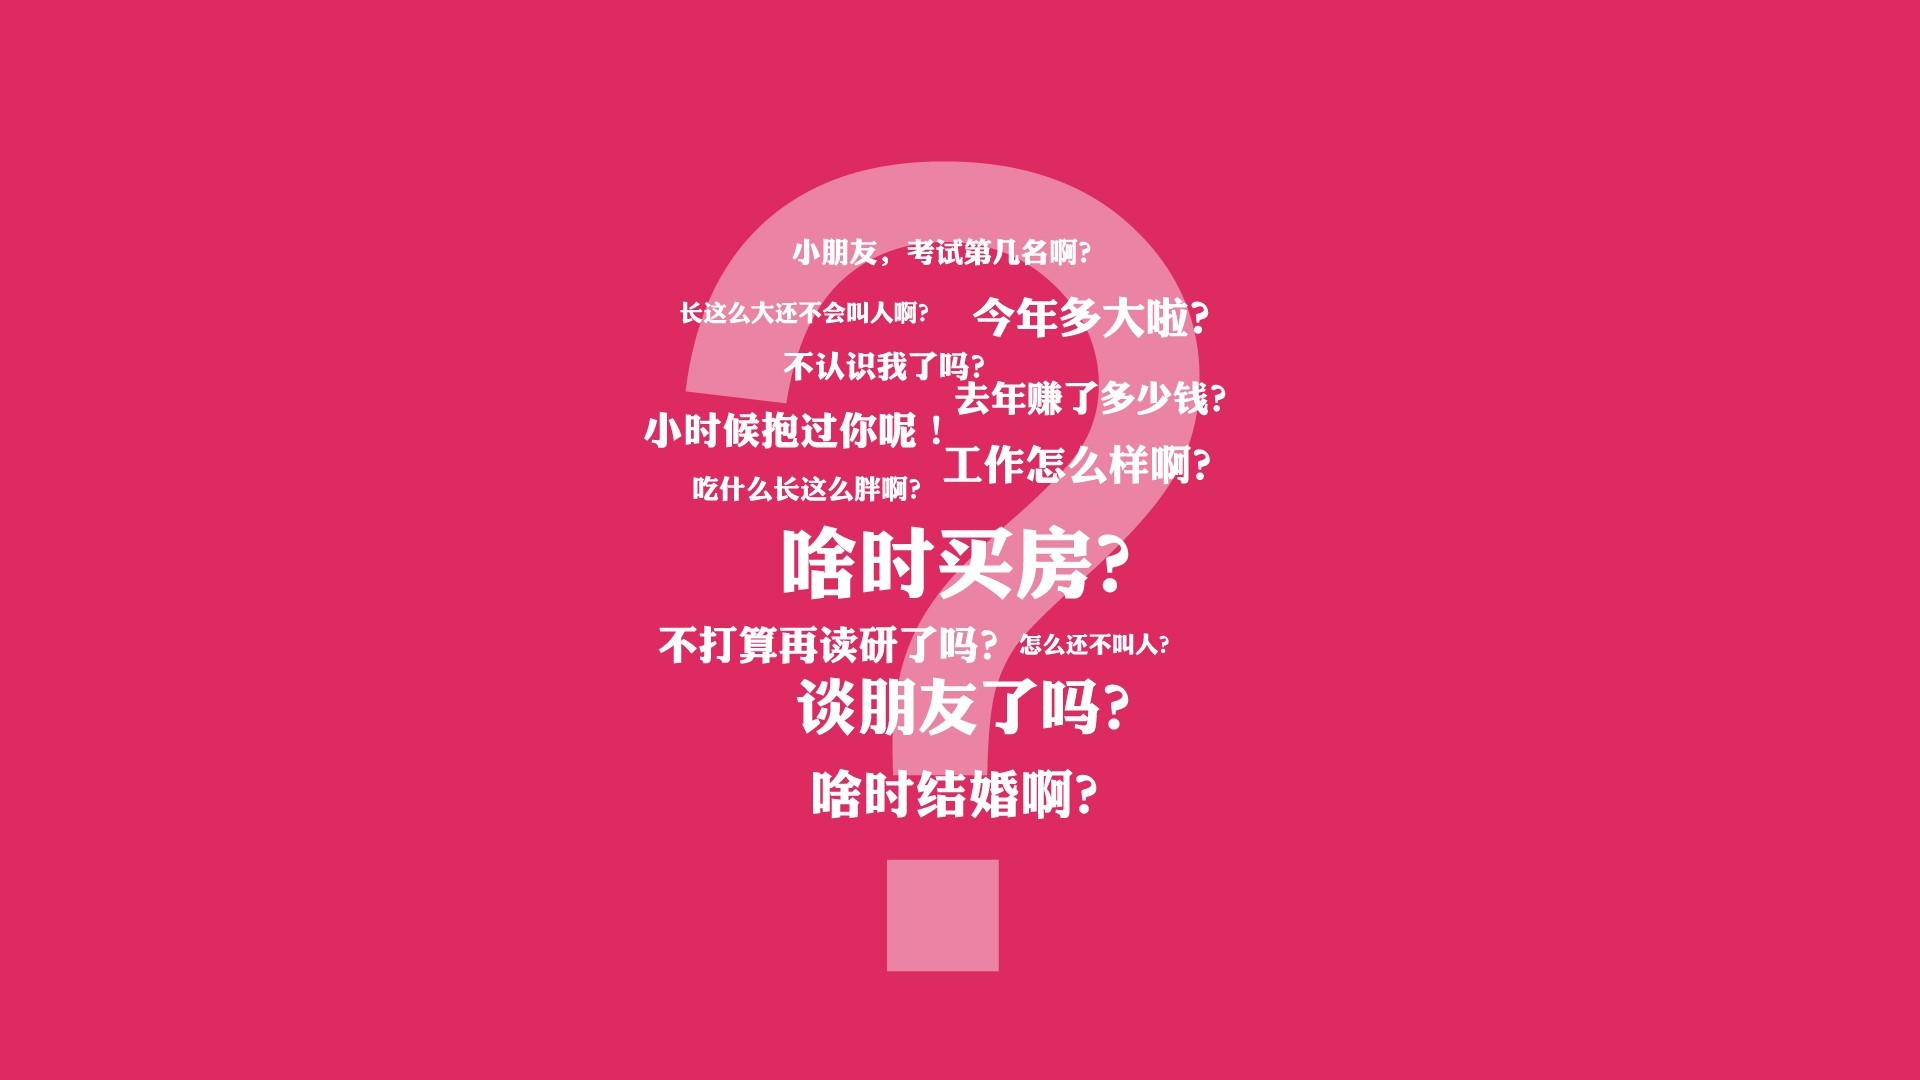 小朋友，考试第几名啊?
长这么大还不会叫人啊?
今年多大啦?
不认识我了吗?
去年赚了多少钱?
小时候抱过你呢！
工作怎么样啊?
吃什么长这么胖啊?
啥时买房?
不打算再读研了吗?
怎么还不叫人?
谈朋友了吗?
啥时结婚啊?